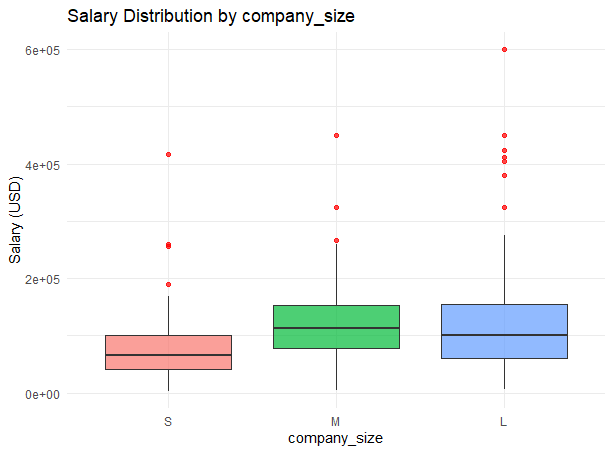 Salary Distribution by company_size
Salary (USD)
6e+05
4e+05
2e+05
0e+00
S M L
company_size